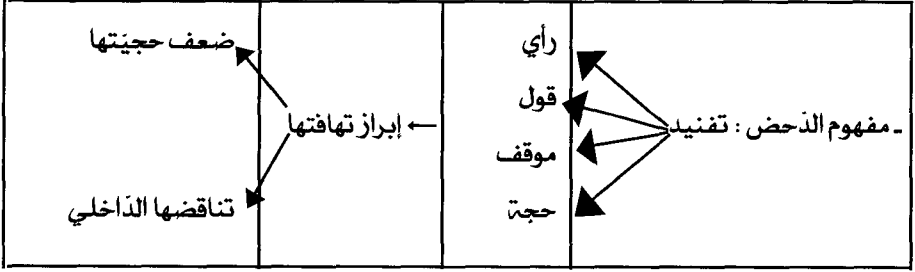 ـ مفهوم الدّحض : تفنيد
رأي
قول
موقف
حجة
← إبراز تهافتها
ضعف حجيّتها
تناقضها الدّاخلي